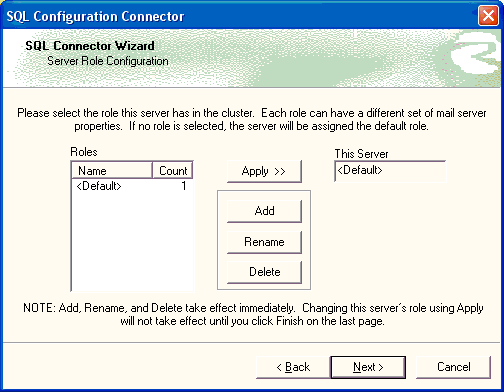 SQL Configuration Connector
SQL Connector Wizard
Server Role Configuration
Please select the role this server has in the cluster. Each role can have a different set of mail server
properties. If no role is selected, the server will be assigned the default role.
Roles
Name Count
<Default> 1
Apply >>
This Server
<Default>
Add
Rename
Delete
NOTE: Add, Rename, and Delete take effect immediately. Changing this server's role using Apply
will not take effect until you click Finish on the last page.
< Back Next > Cancel